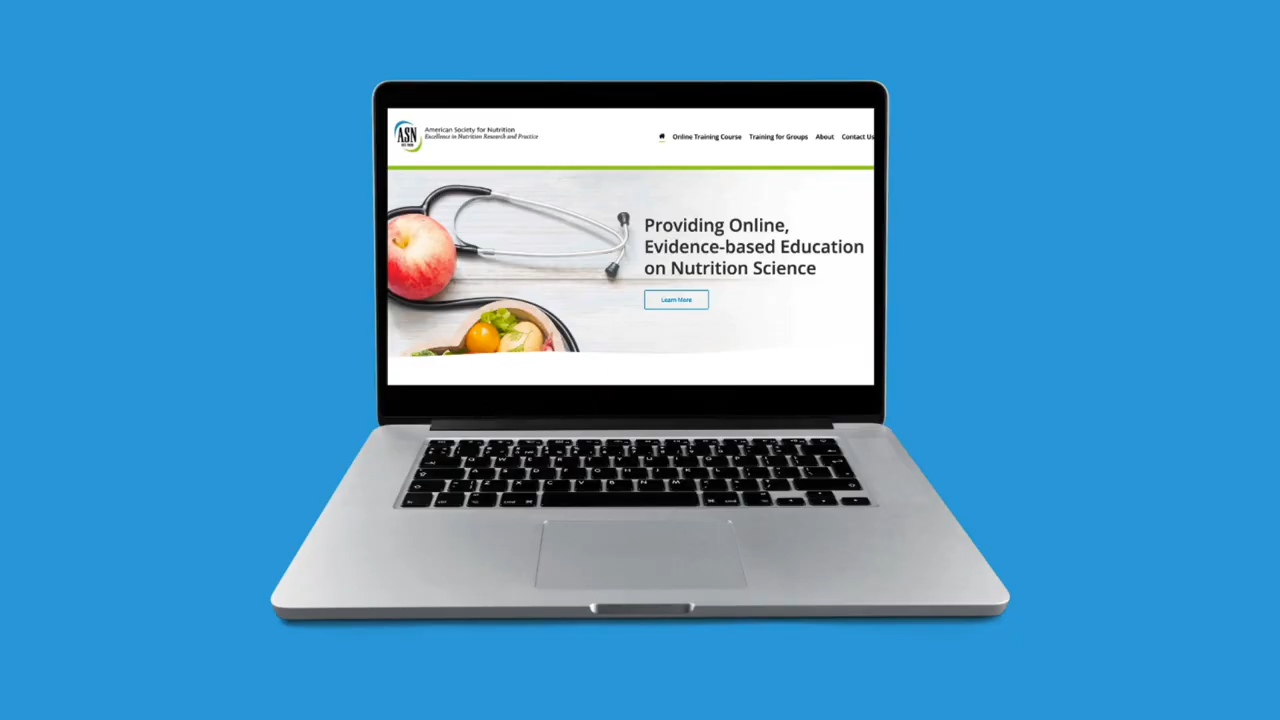 ASN
American Society for Nutrition
Excellence in Nutrition Research and Practice
Online Training Course
Training for Groups
About
Contact Us
Providing Online,
Evidence-based Education
on Nutrition Science
Learn More